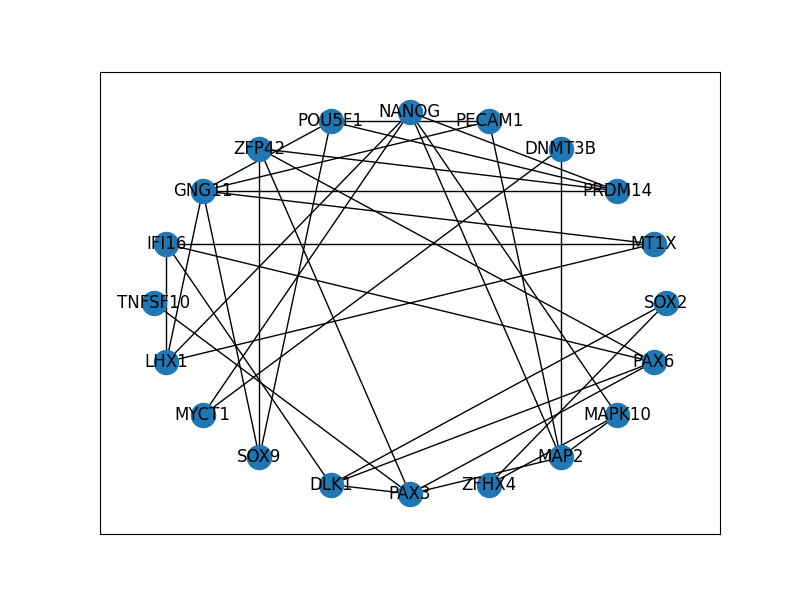 NANOG
POU5F1 PECAM1
ZFP42 DNMT3B
GNG11 PRDM14
IFI16 MT1X
TNFSF10 SOX2
LHX1 PAX6
MYCT1 MAPK10
SOX9 MAP2
DLK1 ZFHX4
PAX3